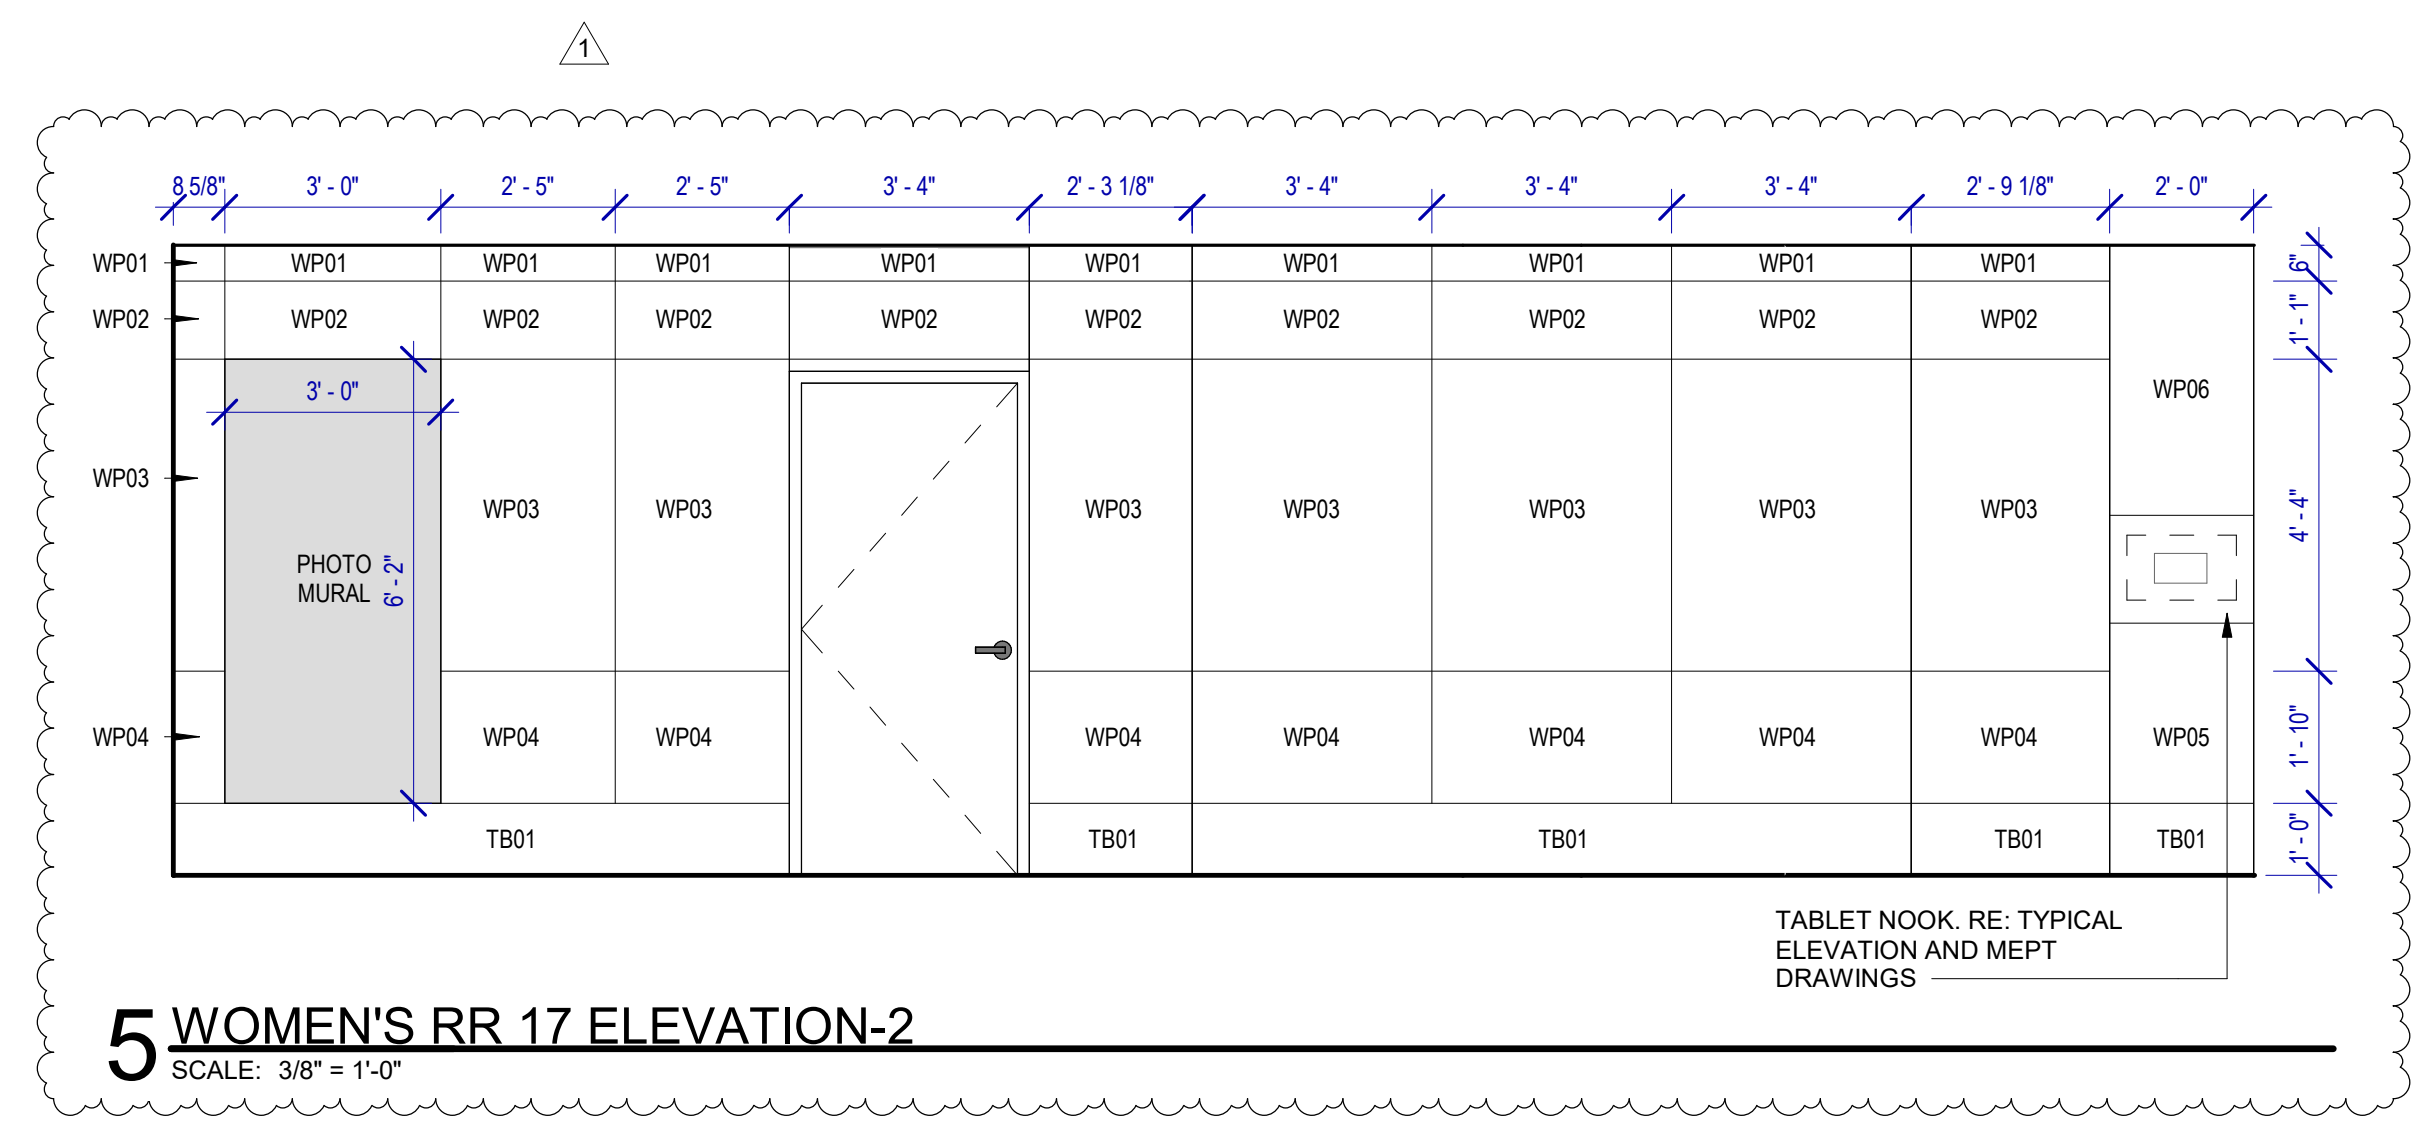 1
8 5/8" 3' - 0" 2' - 5" 2' - 5" 3' - 4" 2' - 3 1/8" 3' - 4" 3' - 4" 3' - 4" 2' - 9 1/8" 2' - 0"
WP01 WP01 WP01 WP01 WP01 WP01 WP01 WP01 WP01 WP01 6"
WP02 WP02 WP02 WP02 WP02 WP02 WP02 WP02 WP02 WP02 1' - 1"
3' - 0" WP06
WP03 WP03 WP03 WP03 WP03 WP03 WP03 WP03 4' - 4"
PHOTO
MURAL 6' - 2"
WP04 WP04 WP04 WP04 WP04 WP04 WP04 WP04 WP05 1' - 10"
TB01 TB01 TB01 TB01 TB01 1' - 0"
TABLET NOOK. RE: TYPICAL
ELEVATION AND MEPT
DRAWINGS
5 WOMEN'S RR 17 ELEVATION-2
SCALE: 3/8" = 1'-0"